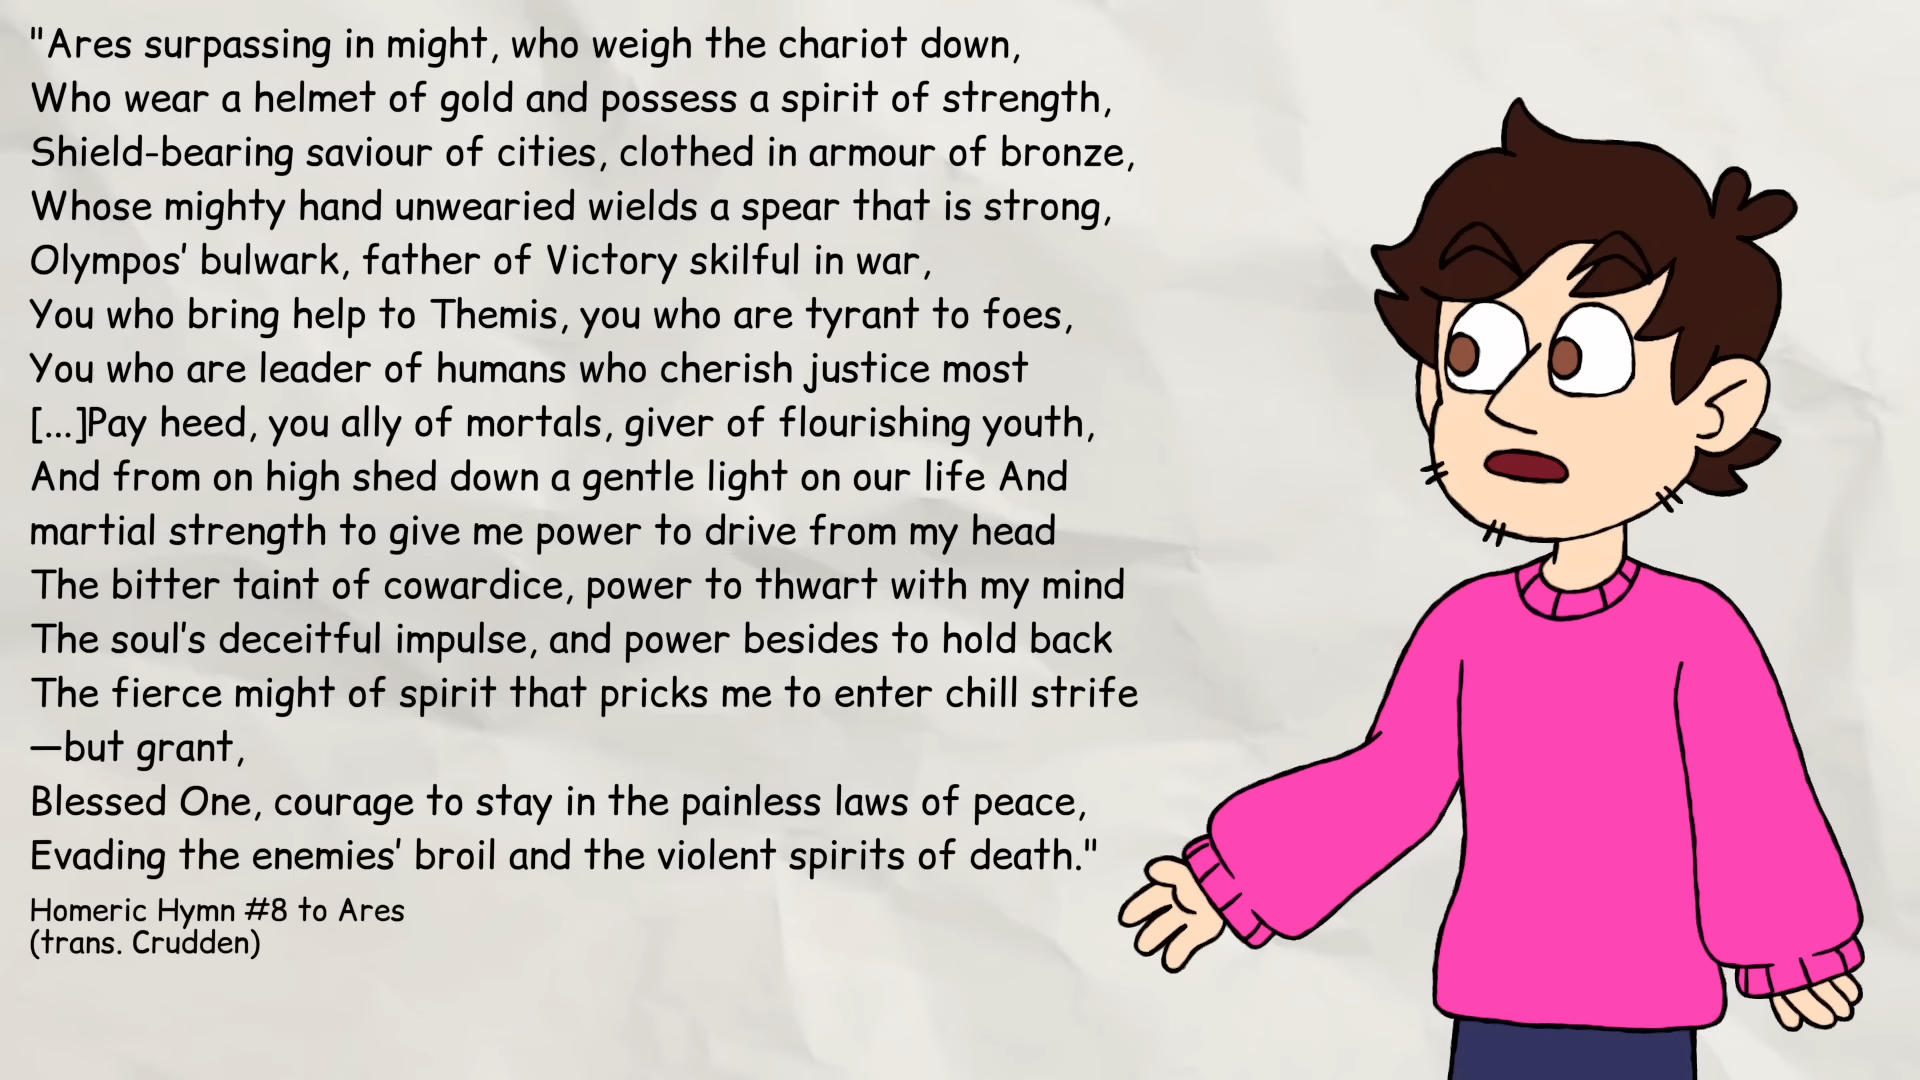 "Ares surpassing in might, who weigh the chariot down,
Who wear a helmet of gold and possess a spirit of strength,
Shield-bearing saviour of cities, clothed in armour of bronze,
Whose mighty hand unwearied wields a spear that is strong,
Olympos' bulwark, father of Victory skilful in war,
You who bring help to Themis, you who are tyrant to foes,
You who are leader of humans who cherish justice most
[...]Pay heed, you ally of mortals, giver of flourishing youth,
And from on high shed down a gentle light on our life And
martial strength to give me power to drive from my head
The bitter taint of cowardice, power to thwart with my mind
The soul's deceitful impulse, and power besides to hold back
The fierce might of spirit that pricks me to enter chill strife
—but grant,
Blessed One, courage to stay in the painless laws of peace,
Evading the enemies' broil and the violent spirits of death."
Homeric Hymn #8 to Ares
(trans. Crudden)